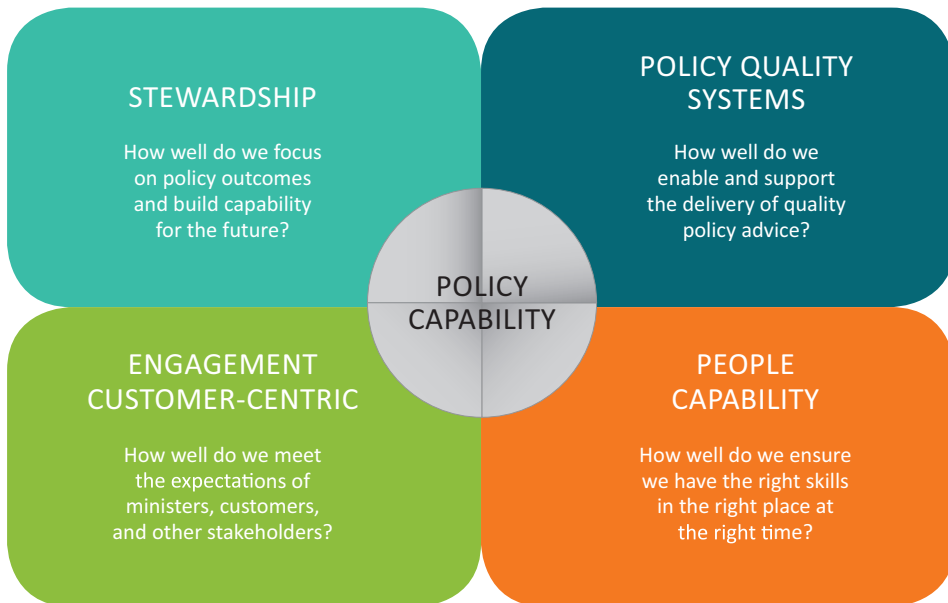 STEWARDSHIP
How well do we focus
on policy outcomes
and build capability
for the future?
POLICY QUALITY
SYSTEMS
How well do we
enable and support
the delivery of quality
policy advice?
POLICY
CAPABILITY
ENGAGEMENT
CUSTOMER-CENTRIC
How well do we meet
the expectations of
ministers, customers,
and other stakeholders?
PEOPLE
CAPABILITY
How well do we ensure
we have the right skills
in the right place at
the right time?